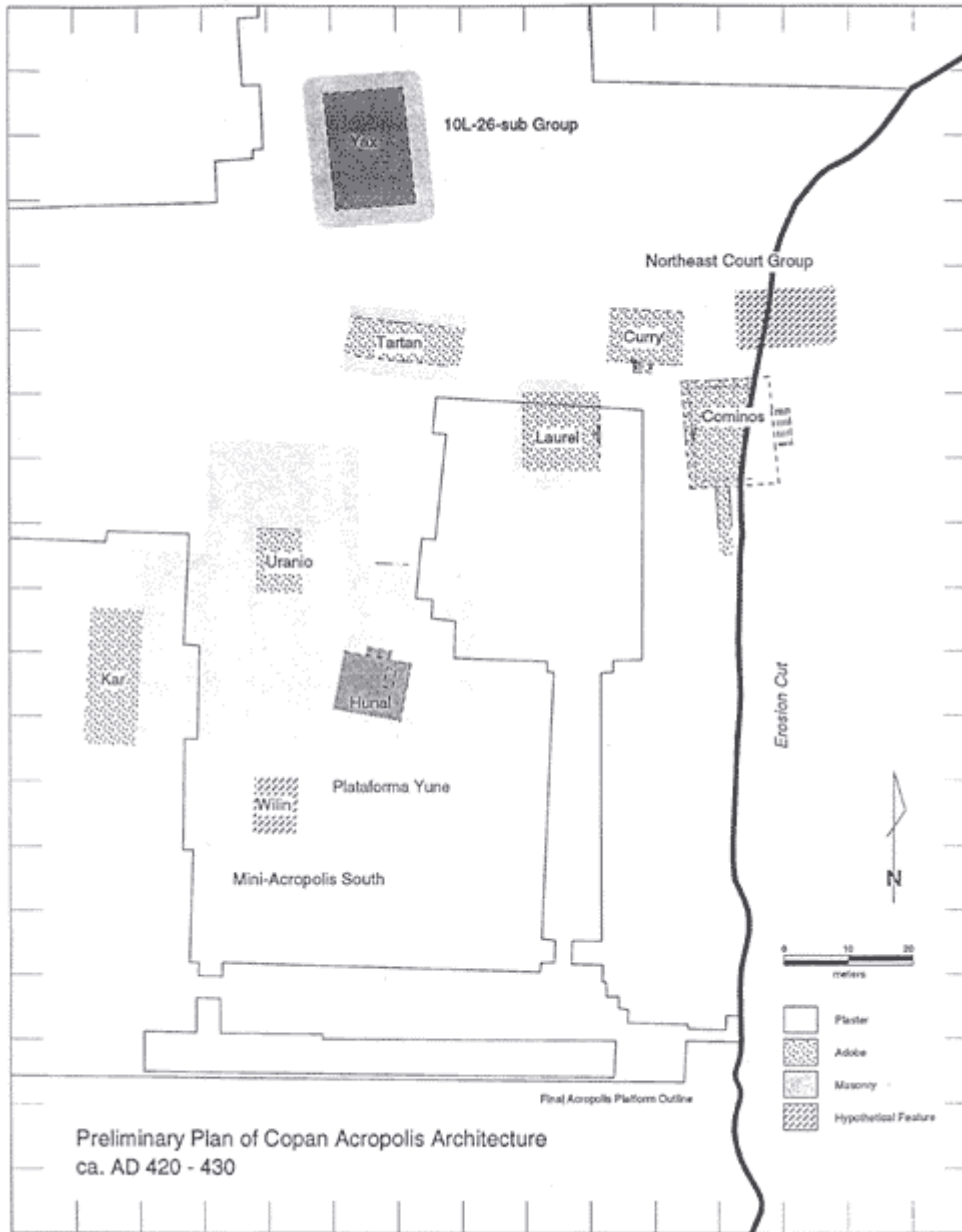 Yax
10L-26-sub Group
Northeast Court Group
Tartan
Curry
Cominos
Laurel
Uranio
Kar
Hunal
Erosion Cut
Plataforma Yune
Wilin
Mini-Acropolis South
N
0 10 20
meters
Plaster
Adobe
Masonry
Hypothetical Feature
Final Acropolis Platform Outline
Preliminary Plan of Copan Acropolis Architecture
ca. AD 420 - 430